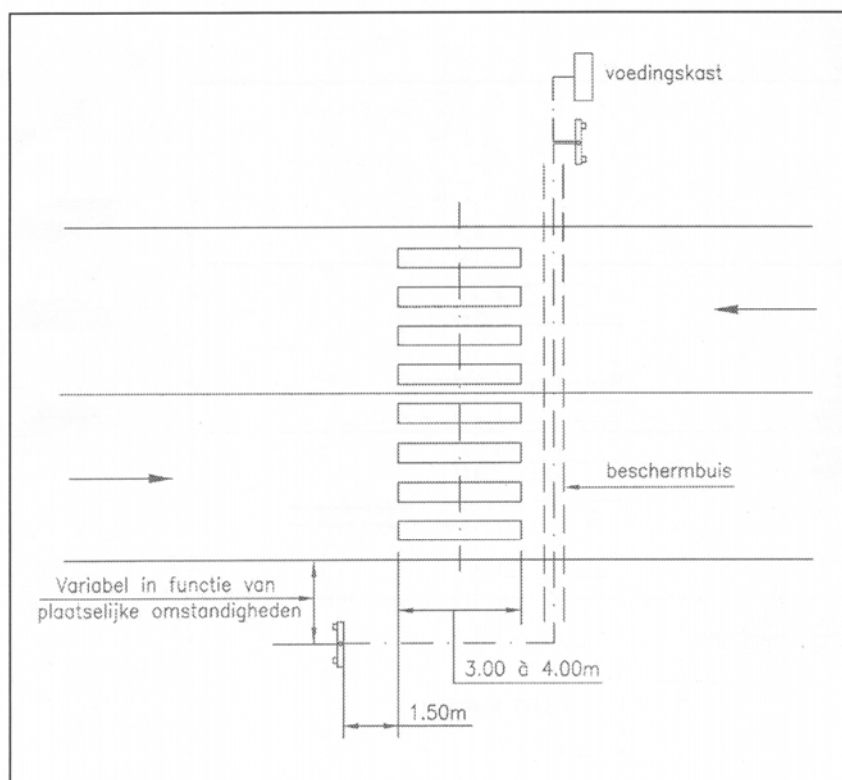 voedingskast
beschermbuis
Variabel in functie van
plaatselijke omstandigheden
3.00 à 4.00m
1.50m